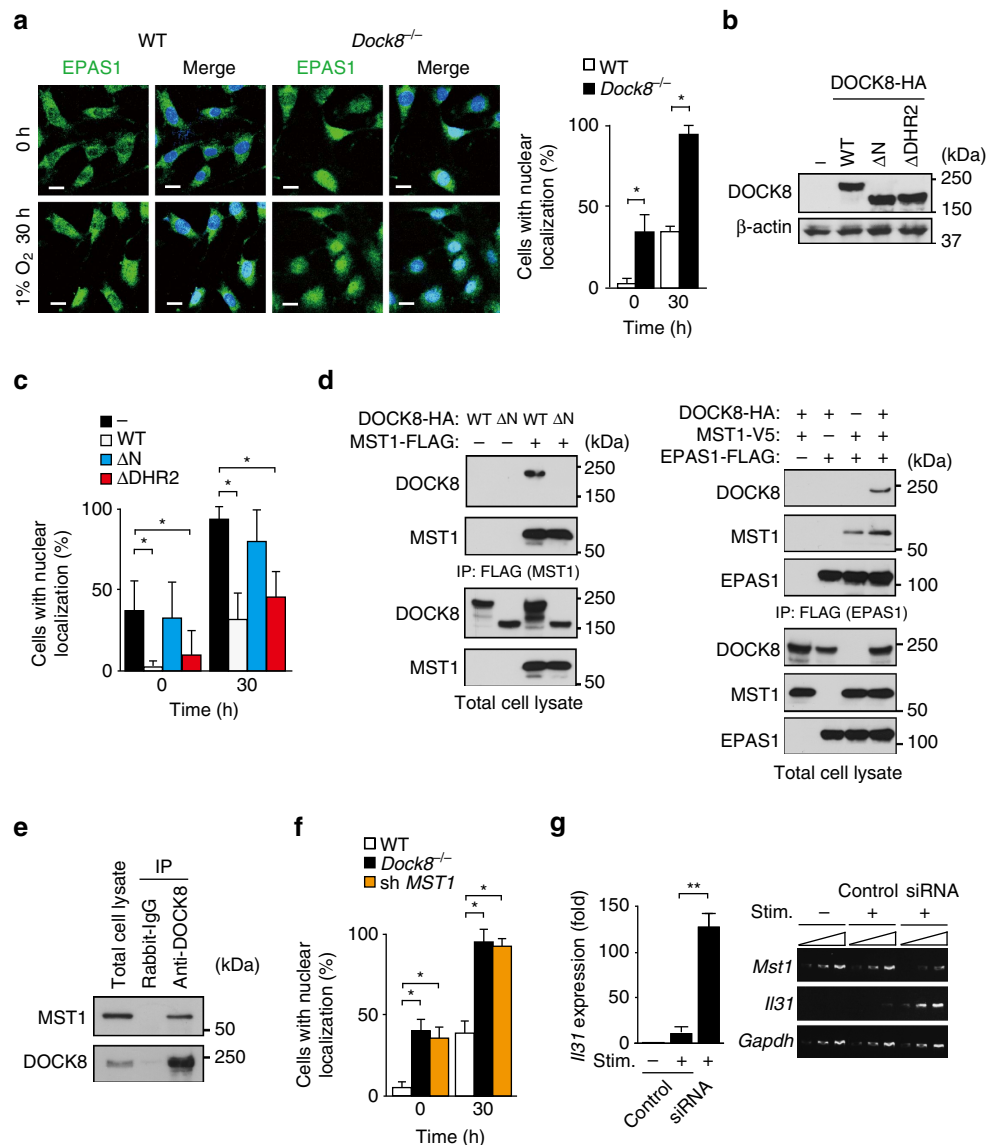 a
WT
Dock8–/–
EPAS1 Merge EPAS1 Merge
0 h
1% O2 30 h
WT
Dock8–/–
*
*
100
50
0
Cells with nuclear localization (%)
0 30
Time (h)
b
DOCK8-HA
– WT ΔN ΔDHR2 (kDa)
DOCK8
250
150
β-actin
37
c
–
WT
ΔN
ΔDHR2
*
*
*
*
100
50
0
Cells with nuclear localization (%)
0 30
Time (h)
d
DOCK8-HA: WT ΔN WT ΔN
MST1-FLAG: – – + + (kDa)
DOCK8
250
150
MST1
50
IP: FLAG (MST1)
DOCK8
250
150
MST1
50
Total cell lysate
DOCK8-HA: + + – +
MST1-V5: + – + +
EPAS1-FLAG: – + + + (kDa)
DOCK8
250
MST1
50
EPAS1
100
IP: FLAG (EPAS1)
DOCK8
250
MST1
50
EPAS1
100
Total cell lysate
e
IP
Total cell lysate
Rabbit-IgG
Anti-DOCK8
(kDa)
MST1
50
DOCK8
250
f
WT
Dock8–/–
sh MST1
*
*
*
*
100
50
0
Cells with nuclear localization (%)
0 30
Time (h)
g
**
150
100
50
0
Il31 expression (fold)
Stim. – + +
Control
siRNA
Control siRNA
Stim. – + +
Mst1
Il31
Gapdh